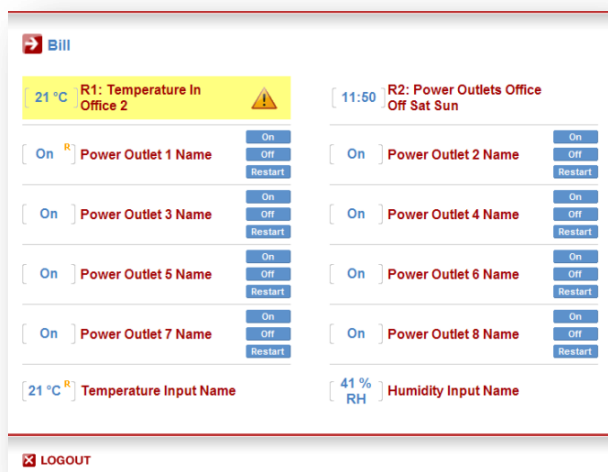 Bill
21 °C R1: Temperature In
Office 2
11:50 R2: Power Outlets Office
Off Sat Sun
On R Power Outlet 1 Name
On
Off
Restart
On Power Outlet 2 Name
On
Off
Restart
On Power Outlet 3 Name
On
Off
Restart
On Power Outlet 4 Name
On
Off
Restart
On Power Outlet 5 Name
On
Off
Restart
On Power Outlet 6 Name
On
Off
Restart
On Power Outlet 7 Name
On
Off
Restart
On Power Outlet 8 Name
On
Off
Restart
21 °C R Temperature Input Name
41 %
RH Humidity Input Name
LOGOUT